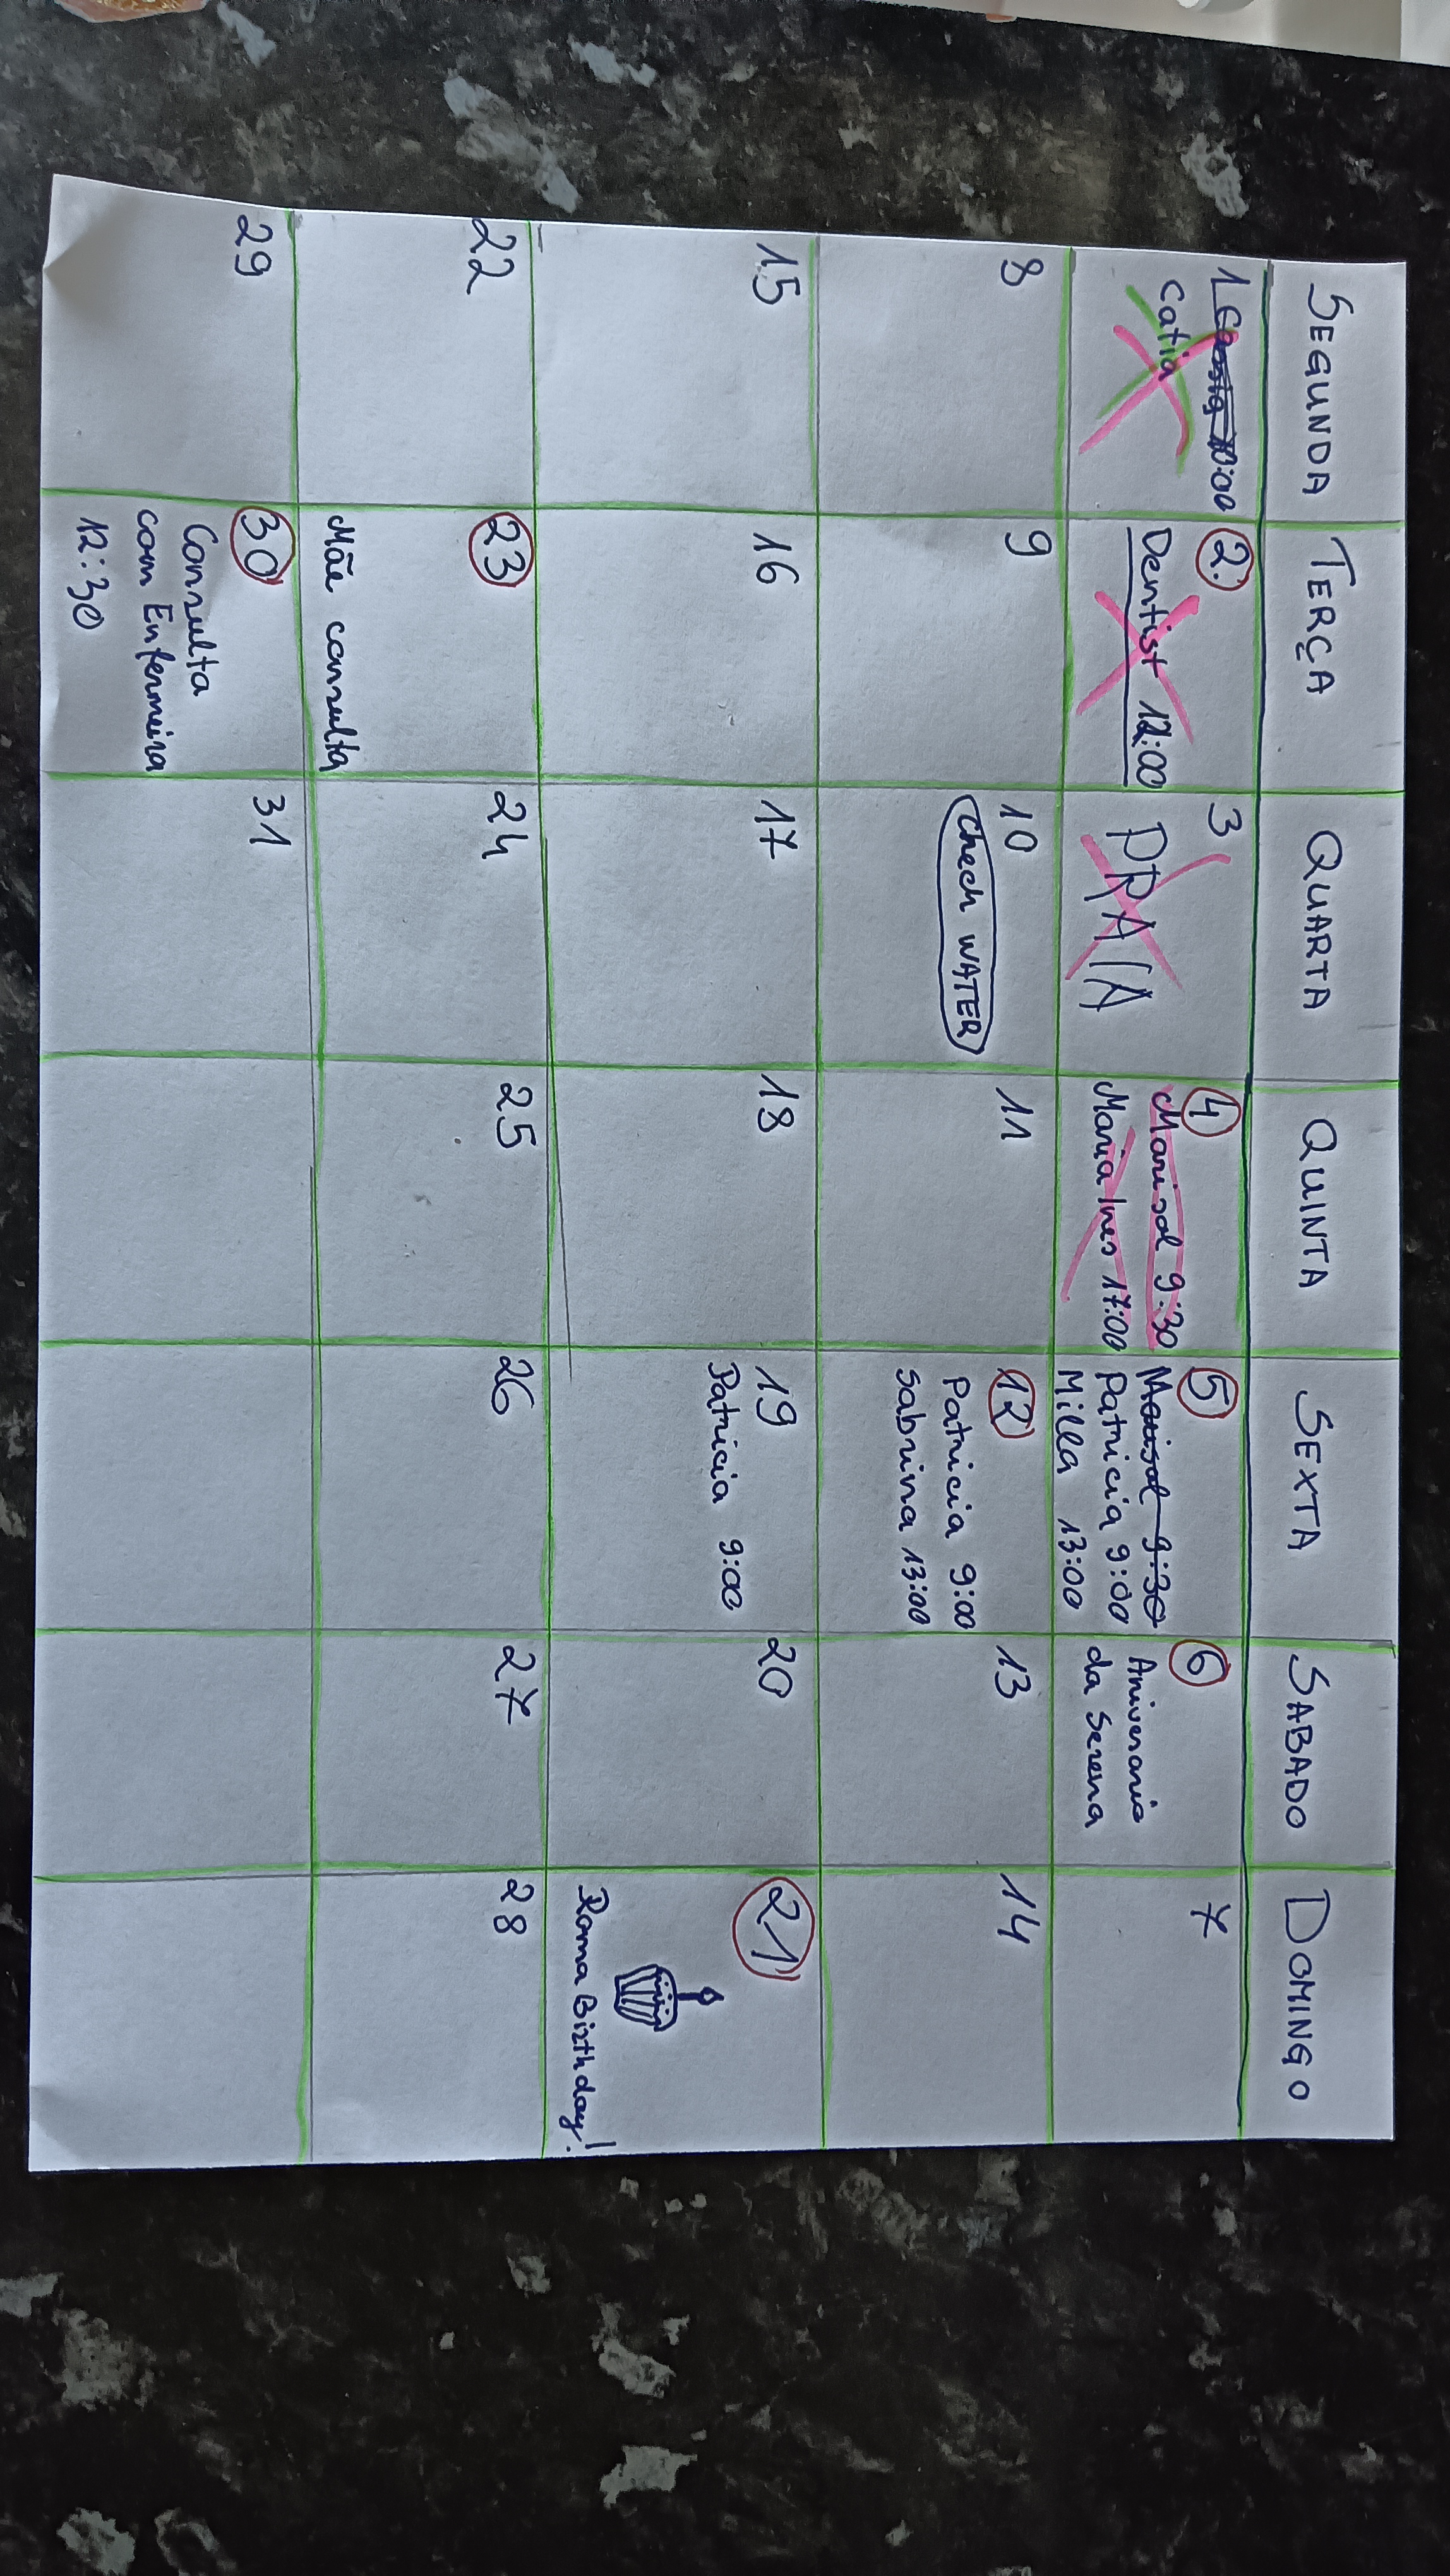 SEGUNDA TERÇA QUARTA QUINTA SEXTA SABADO DOMINGO
1 0:00
Catia
2.
Dentist 12:00
3
PRAIA
4
Marisol 9:30
Maria Ines 17:00
5
Marisol 9:30
Patricia 9:00
Milla 13:00
6
Aniversario
da Serena
7
8
9
10
Chech WATER
11
12
Patricia 9:00
Sabrina 13:00
13
14
15
16
17
18
19
Patricia 9:00
20
21
Roma Birthday!
22
23
Mãe consulta
24
25
26
27
28
29
30
Consulta
com Enfermeira
12:30
31